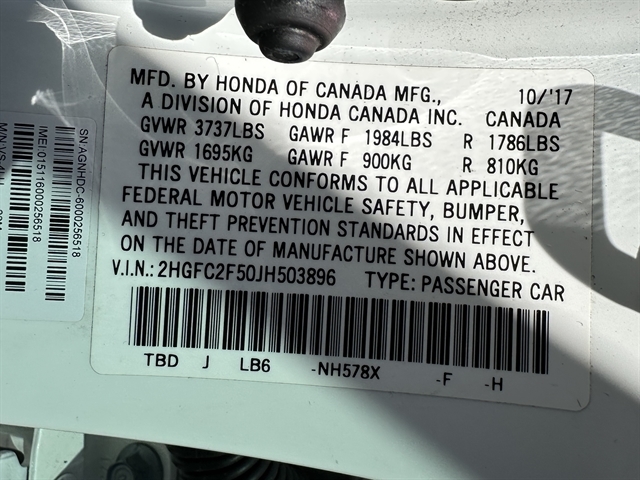 MFD. BY HONDA OF CANADA MFG., 10/'17
A DIVISION OF HONDA CANADA INC. CANADA
GVWR 3737LBS GAWR F 1984LBS R 1786LBS
GVWR 1695KG GAWR F 900KG R 810KG
THIS VEHICLE CONFORMS TO ALL APPLICABLE
FEDERAL MOTOR VEHICLE SAFETY, BUMPER,
AND THEFT PREVENTION STANDARDS IN EFFECT
ON THE DATE OF MANUFACTURE SHOWN ABOVE.
V.I.N.: 2HGFC2F50JH503896 TYPE: PASSENGER CAR
TBD J LB6 -NH578X -F -H
SN AGNHDC-6000256518
IMEI 015116000256518